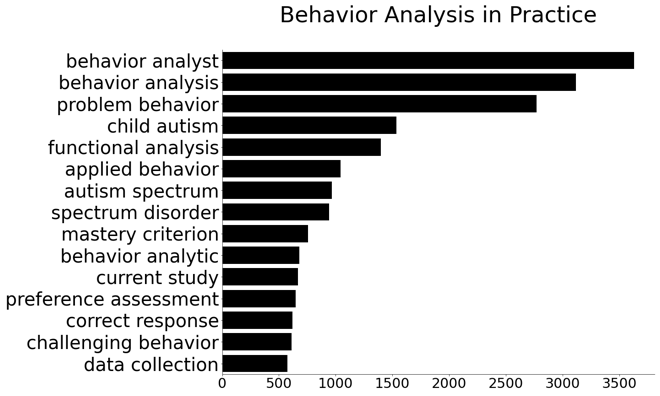 Behavior Analysis in Practice
behavior analyst
behavior analysis
problem behavior
child autism
functional analysis
applied behavior
autism spectrum
spectrum disorder
mastery criterion
behavior analytic
current study
preference assessment
correct response
challenging behavior
data collection
0 500 1000 1500 2000 2500 3000 3500